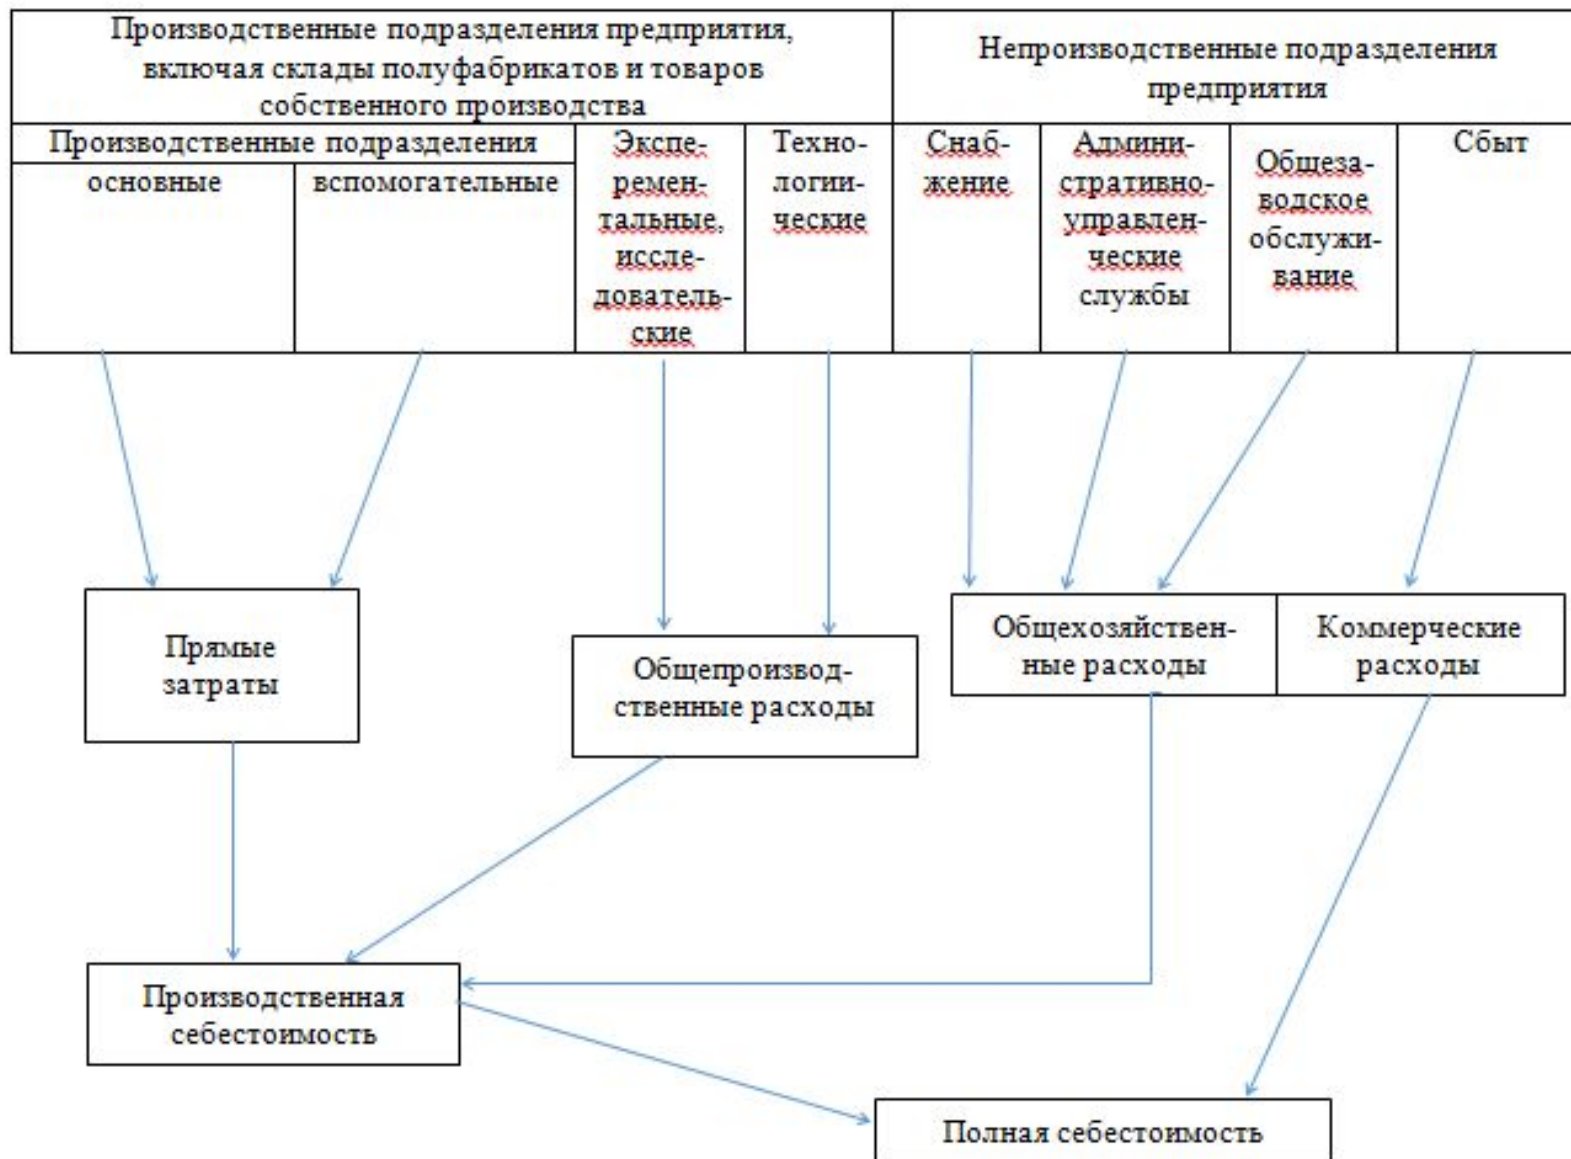 Производственные подразделения предприятия,
включая склады полуфабрикатов и товаров
собственного производства
Непроизводственные подразделения
предприятия
Производственные подразделения
основные
вспомогательные
Экспе-
ремен-
тальные,
иссле-
дователь-
ские
Техно-
логии-
ческие
Снаб-
жение
Админи-
стративно-
управлен-
ческие
службы
Общеза-
водское
обслужи-
вание
Сбыт
Прямые
затраты
Общепроизвод-
ственные расходы
Общехозяйствен-
ные расходы
Коммерческие
расходы
Производственная
себестоимость
Полная себестоимость